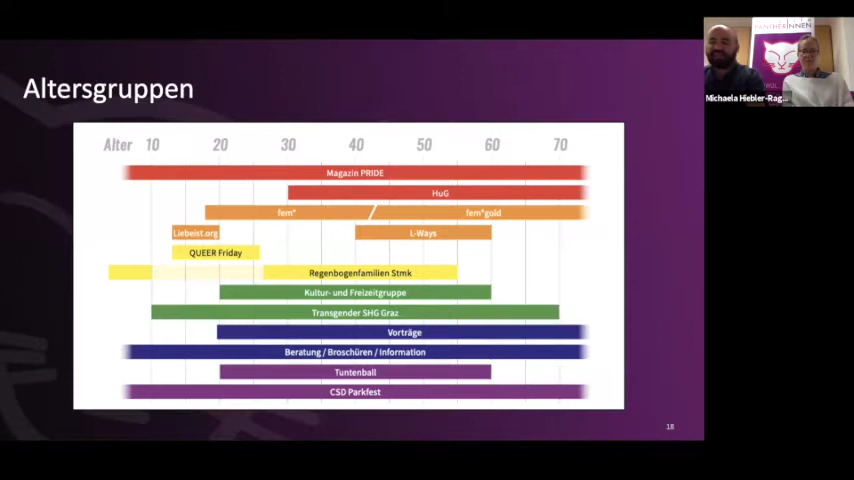 Altersgruppen
Alter 10 20 30 40 50 60 70
Magazin PRIDE
HuG
fem* fem*gold
Liebeist.org L-Ways
QUEER Friday
Regenbogenfamilien Stmk
Kultur- und Freizeitgruppe
Transgender SHG Graz
Vorträge
Beratung / Broschüren / Information
Tuntenball
CSD Parkfest
18
PANTHERINNEN
Michaela Hiebler-Rag...